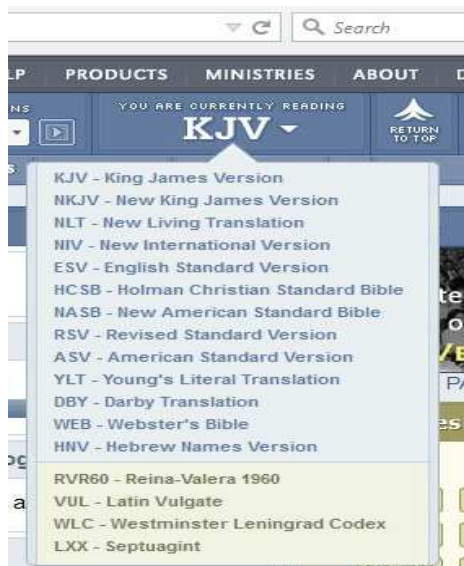 Search
LP PRODUCTS MINISTRIES ABOUT
NS
YOU ARE CURRENTLY READING
KJV
RETURN
TO TOP
KJV - King James Version
NKJV - New King James Version
NLT - New Living Translation
NIV - New International Version
ESV - English Standard Version
HCSB - Holman Christian Standard Bible
NASB - New American Standard Bible
RSV - Revised Standard Version
ASV - American Standard Version
YLT - Young's Literal Translation
DBY - Darby Translation
WEB - Webster's Bible
HNV - Hebrew Names Version
RVR60 - Reina-Valera 1960
VUL - Latin Vulgate
WLC - Westminster Leningrad Codex
LXX - Septuagint